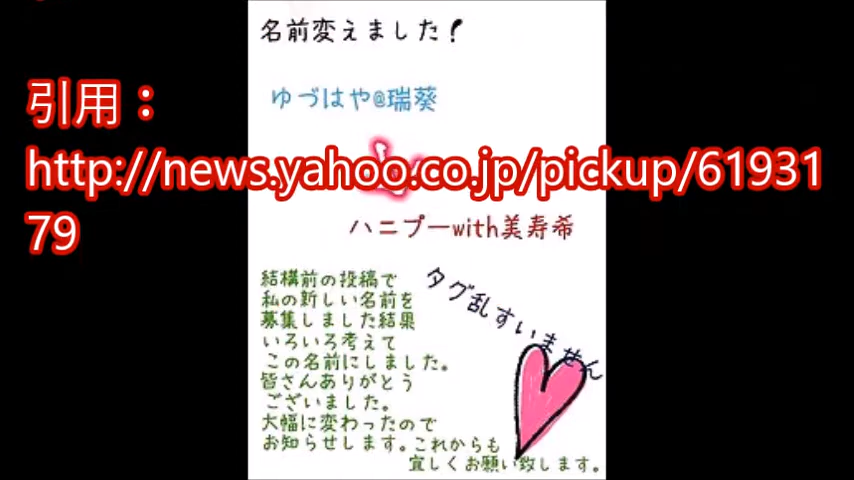 名前変えました!
ゆづはや@瑞葵
引用:
http://news.yahoo.co.jp/pickup/61931
79
ハニプーwith美寿希
タグ乱すいません
結構前の投稿で
私の新しい名前を
募集しました結果
いろいろ考えて
この名前にしました。
皆さんありがとう
ございました。
大幅に変わったので
お知らせします。これからも
宜しくお願い致します。